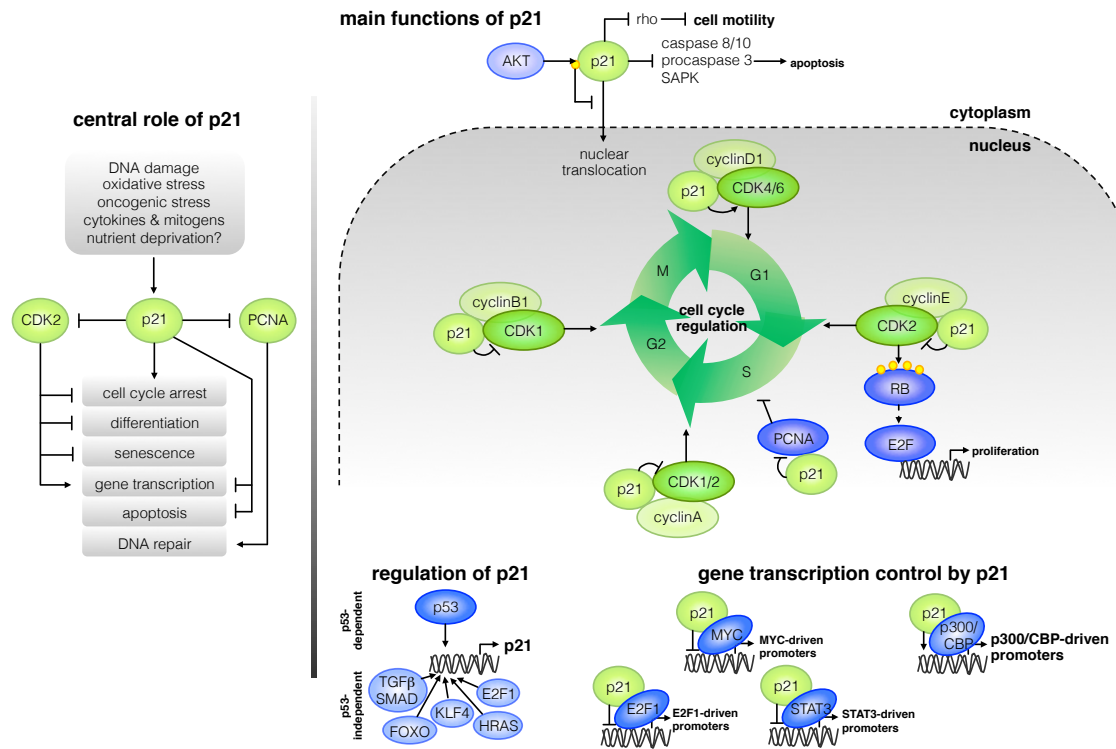 main functions of p21
rho
cell motility
AKT
p21
caspase 8/10
procaspase 3
SAPK
apoptosis
cytoplasm
nucleus
nuclear
translocation
central role of p21
DNA damage
oxidative stress
oncogenic stress
cytokines & mitogens
nutrient deprivation?
CDK2
p21
PCNA
cell cycle arrest
differentiation
senescence
gene transcription
apoptosis
DNA repair
cyclinD1
p21
CDK4/6
M
G1
G2
S
cell cycle
regulation
cyclinB1
p21
CDK1
cyclinE
CDK2
p21
RB
E2F
proliferation
PCNA
p21
p21
CDK1/2
cyclinA
regulation of p21
p53-
dependent
p53
p21
p53-
independent
TGFβ
SMAD
FOXO
KLF4
E2F1
HRAS
gene transcription control by p21
p21
MYC
MYC-driven
promoters
p21
p300/
CBP
p300/CBP-driven
promoters
p21
E2F1
E2F1-driven
promoters
p21
STAT3
STAT3-driven
promoters